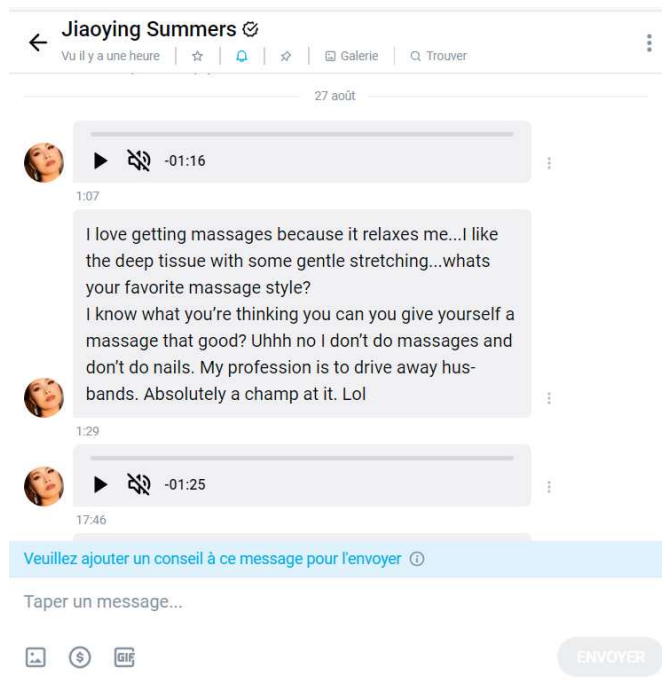 Jiaoying Summers
Vu il y a une heure
Galerie
Trouver
27 août
-01:16
1:07
I love getting massages because it relaxes me...I like
the deep tissue with some gentle stretching...whats
your favorite massage style?
I know what you’re thinking you can you give yourself a
massage that good? Uhhh no I don’t do massages and
don’t do nails. My profession is to drive away hus-
bands. Absolutely a champ at it. Lol
1:29
-01:25
17:46
Veuillez ajouter un conseil à ce message pour l'envoyer
Taper un message...
GIF
ENVOYER